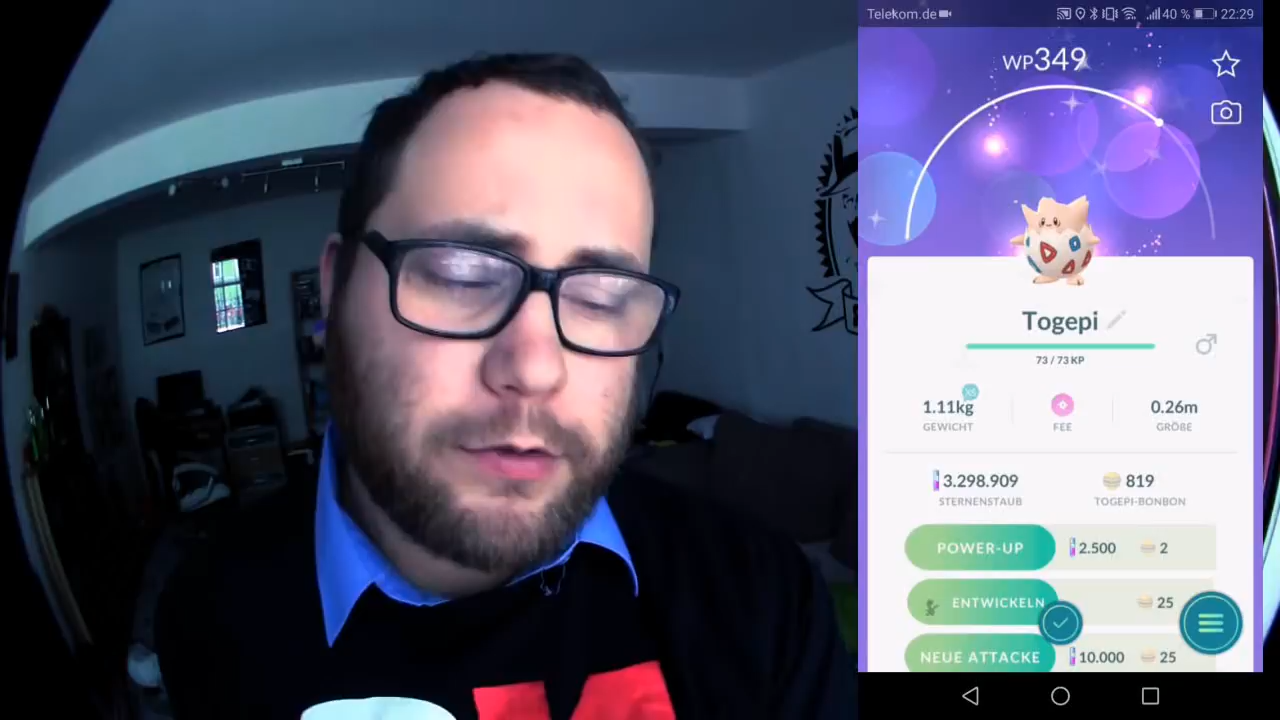 Telekom.de 40 % 22:29
WP349
Togepi
73 / 73 KP
XS
1.11kg
GEWICHT
FEE
0.26m
GRÖßE
3.298.909
STERNENSTAUB
819
TOGEPI-BONBON
POWER-UP 2.500 2
ENTWICKELN 25
NEUE ATTACKE 10.000 25